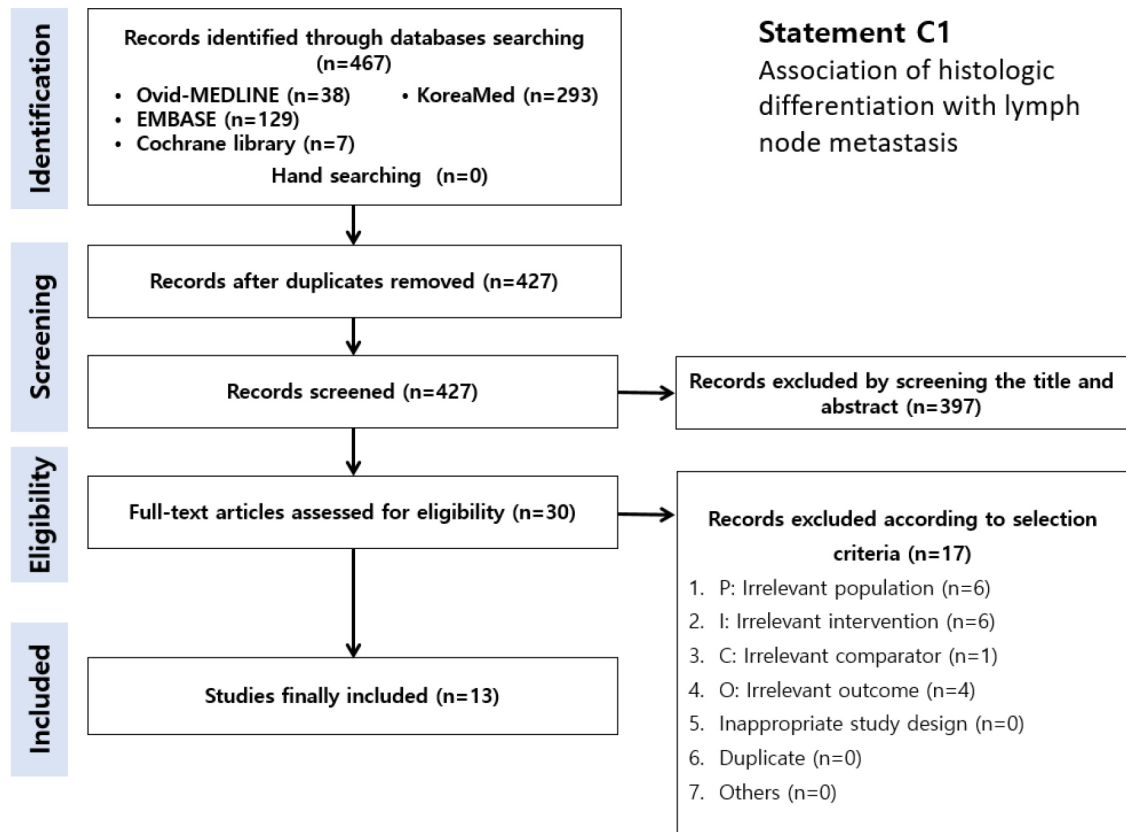 Identification
Records identified through databases searching
(n=467)
• Ovid-MEDLINE (n=38) • KoreaMed (n=293)
• EMBASE (n=129)
• Cochrane library (n=7)
Hand searching (n=0)
Statement C1
Association of histologic
differentiation with lymph
node metastasis
Screening
Records after duplicates removed (n=427)
Records screened (n=427)
Records excluded by screening the title and
abstract (n=397)
Eligibility
Full-text articles assessed for eligibility (n=30)
Records excluded according to selection
criteria (n=17)
1. P: Irrelevant population (n=6)
2. I: Irrelevant intervention (n=6)
3. C: Irrelevant comparator (n=1)
4. O: Irrelevant outcome (n=4)
5. Inappropriate study design (n=0)
6. Duplicate (n=0)
7. Others (n=0)
Included
Studies finally included (n=13)